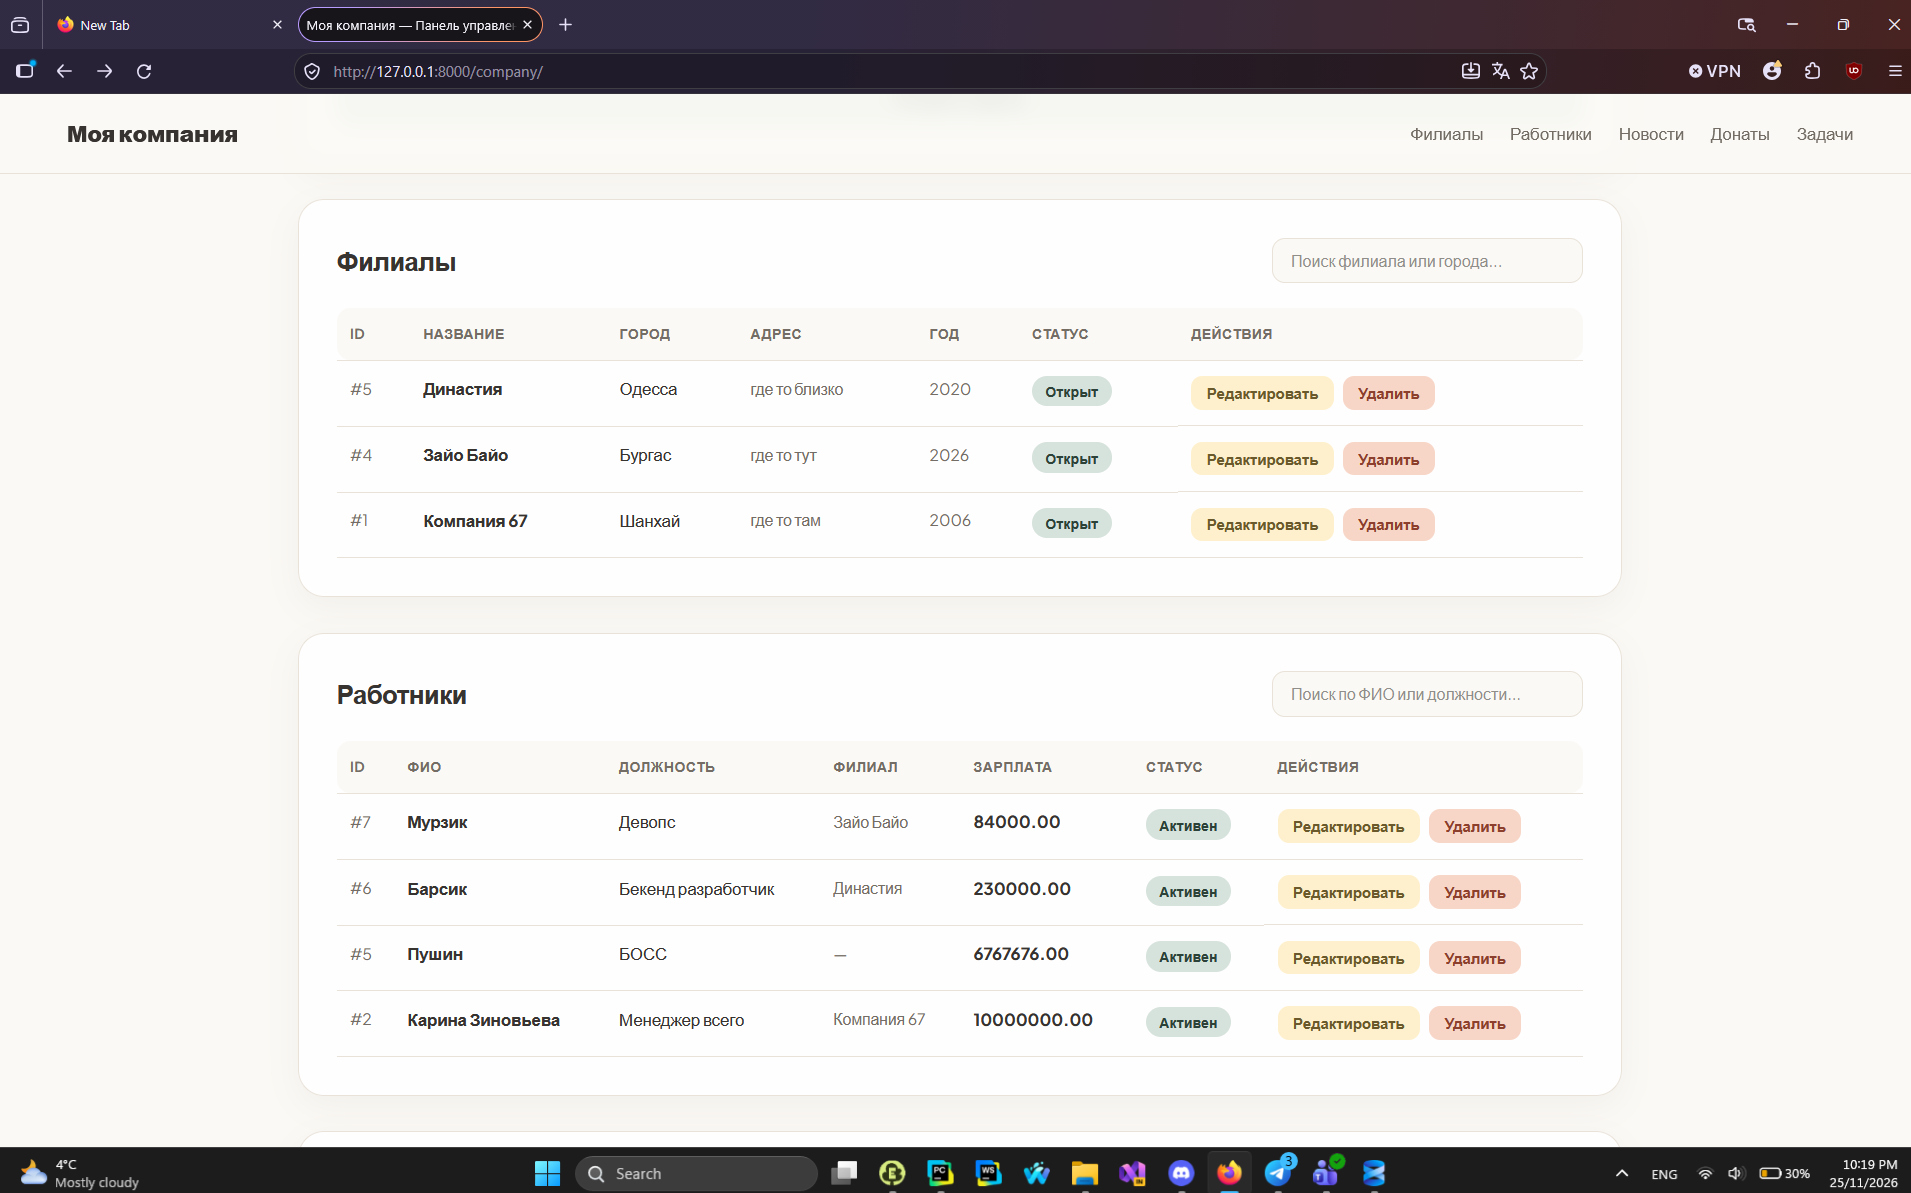 New Tab
Моя компания — Панель управле
http://127.0.0.1:8000/company/
VPN
Моя компания
Филиалы Работники Новости Донаты Задачи
Филиалы
Поиск филиала или города...
ID НАЗВАНИЕ ГОРОД АДРЕС ГОД СТАТУС ДЕЙСТВИЯ
#5 Династия Одесса где то близко 2020 Открыт Редактировать Удалить
#4 Зайо Байо Бургас где то тут 2026 Открыт Редактировать Удалить
#1 Компания 67 Шанхай где то там 2006 Открыт Редактировать Удалить
Работники
Поиск по ФИО или должности...
ID ФИО ДОЛЖНОСТЬ ФИЛИАЛ ЗАРПЛАТА СТАТУС ДЕЙСТВИЯ
#7 Мурзик Девопс Зайо Байо 84000.00 Активен Редактировать Удалить
#6 Барсик Бекенд разработчик Династия 230000.00 Активен Редактировать Удалить
#5 Пушин БОСС — 6767676.00 Активен Редактировать Удалить
#2 Карина Зиновьева Менеджер всего Компания 67 10000000.00 Активен Редактировать Удалить
4°C
Mostly cloudy
Search
PC
WS
IN
3
ENG
30%
10:19 PM
25/11/2026